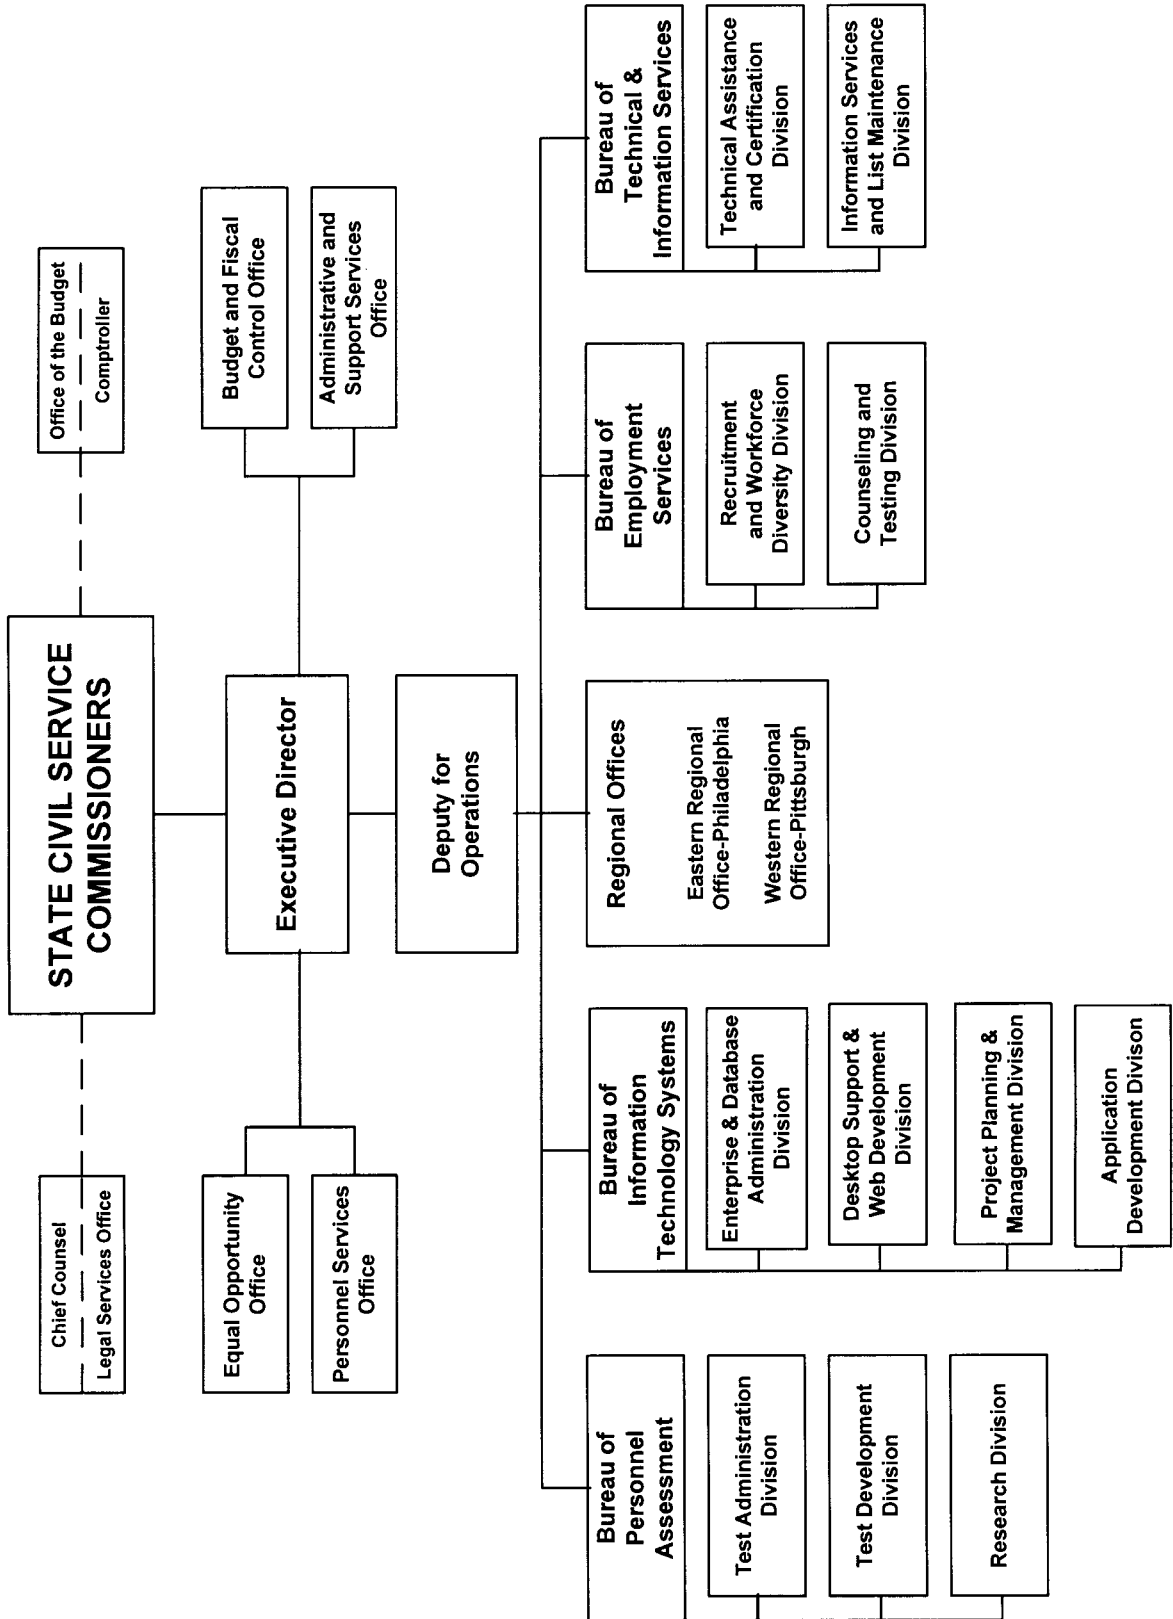 STATE CIVIL SERVICE
COMMISSIONERS
Chief Counsel
Legal Services Office
Office of the Budget
Comptroller
Executive Director
Equal Opportunity
Office
Personnel Services
Office
Budget and Fiscal
Control Office
Administrative and
Support Services
Office
Deputy for
Operations
Bureau of
Personnel
Assessment
Test Administration
Division
Test Development
Division
Research Division
Bureau of
Information
Technology Systems
Enterprise & Database
Administration
Division
Desktop Support &
Web Development
Division
Project Planning &
Management Division
Application
Development Divison
Regional Offices
Eastern Regional
Office-Philadelphia
Western Regional
Office-Pittsburgh
Bureau of
Employment
Services
Recruitment
and Workforce
Diversity Division
Counseling and
Testing Division
Bureau of
Technical &
Information Services
Technical Assistance
and Certification
Division
Information Services
and List Maintenance
Division